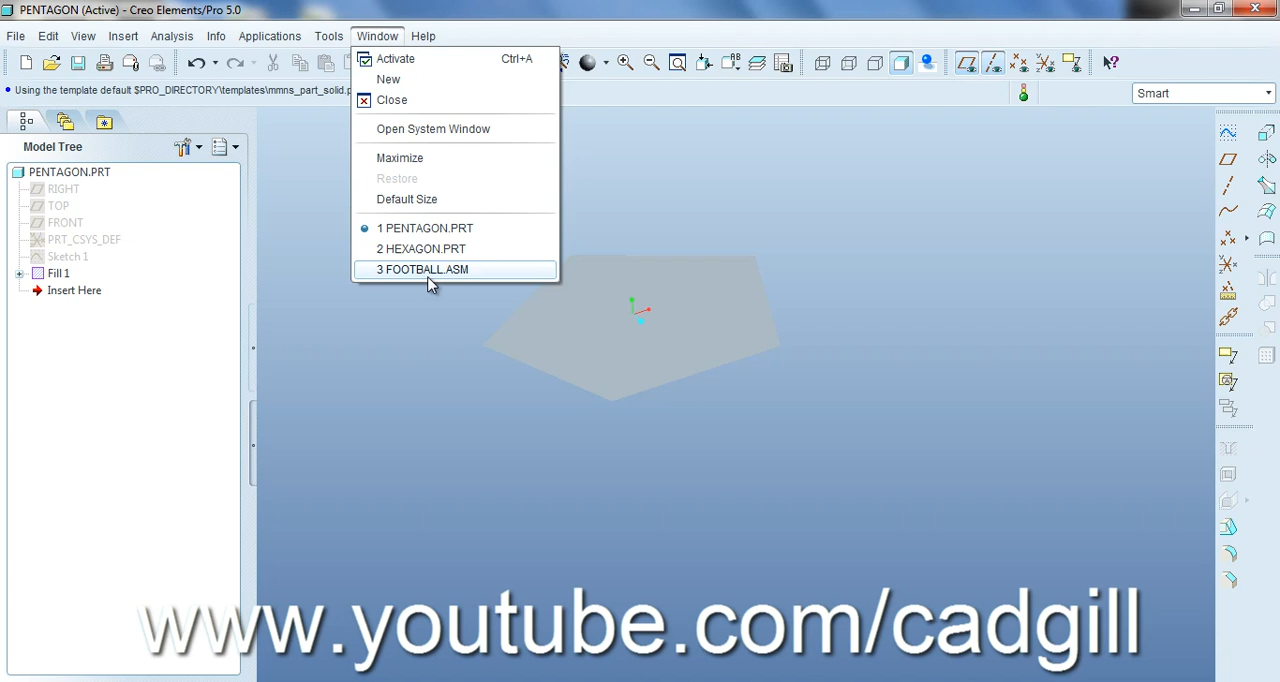 PENTAGON (Active) - Creo Elements/Pro 5.0
File Edit View Insert Analysis Info Applications Tools Window Help
Activate Ctrl+A
New
Close
Open System Window
Maximize
Restore
Default Size
1 PENTAGON.PRT
2 HEXAGON.PRT
3 FOOTBALL.ASM
Using the template default $PRO_DIRECTORY\templates\mmns_part_solid.p
Smart
Model Tree
PENTAGON.PRT
RIGHT
TOP
FRONT
PRT_CSYS_DEF
Sketch 1
Fill 1
Insert Here
www.youtube.com/cadgill